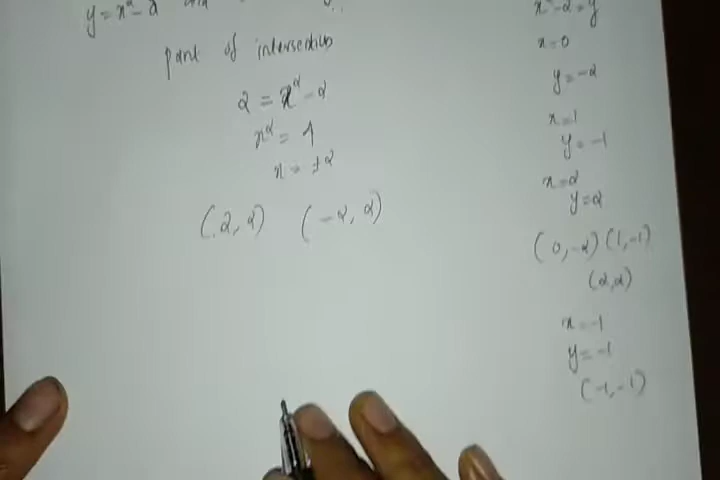 y = x² - 2 and
point of intersection
2 = x² - 2
x² = 4
x = ±2
(2, 2) (-2, 2)
x² - 2 = y
x = 0
y = -2
x = 1
y = -1
x = 2
y = 2
(0, -2) (1, -1)
(2, 2)
x = -1
y = -1
(-1, -1)